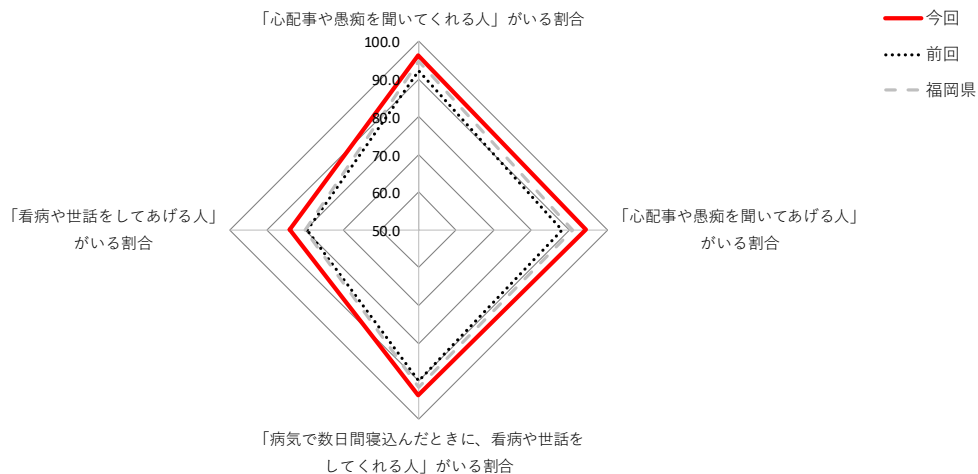 「心配事や愚痴を聞いてくれる人」がいる割合
今回
前回
福岡県
100.0
90.0
80.0
70.0
60.0
50.0
「看病や世話をしてあげる人」
がいる割合
「心配事や愚痴を聞いてあげる人」
がいる割合
「病気で数日間寝込んだときに、看病や世話を
してくれる人」がいる割合